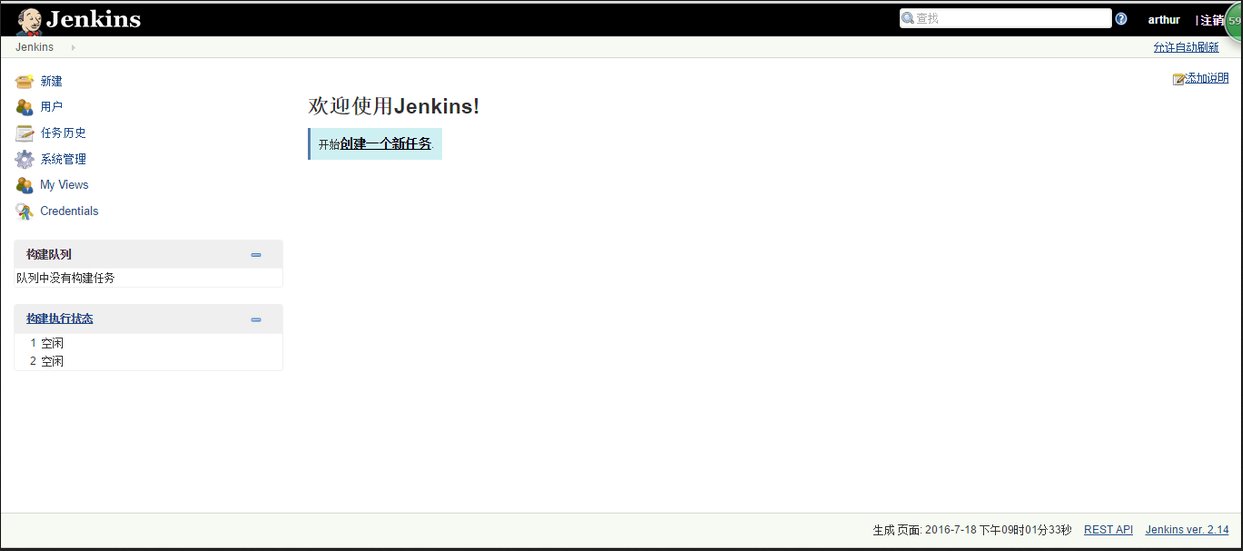 Jenkins
查找
arthur
| 注销
59
Jenkins
允许自动刷新
添加说明
新建
用户
任务历史
系统管理
My Views
Credentials
欢迎使用Jenkins!
开始创建一个新任务.
构建队列
队列中没有构建任务
构建执行状态
1 空闲
2 空闲
生成 页面: 2016-7-18 下午09时01分33秒 REST API Jenkins ver. 2.14